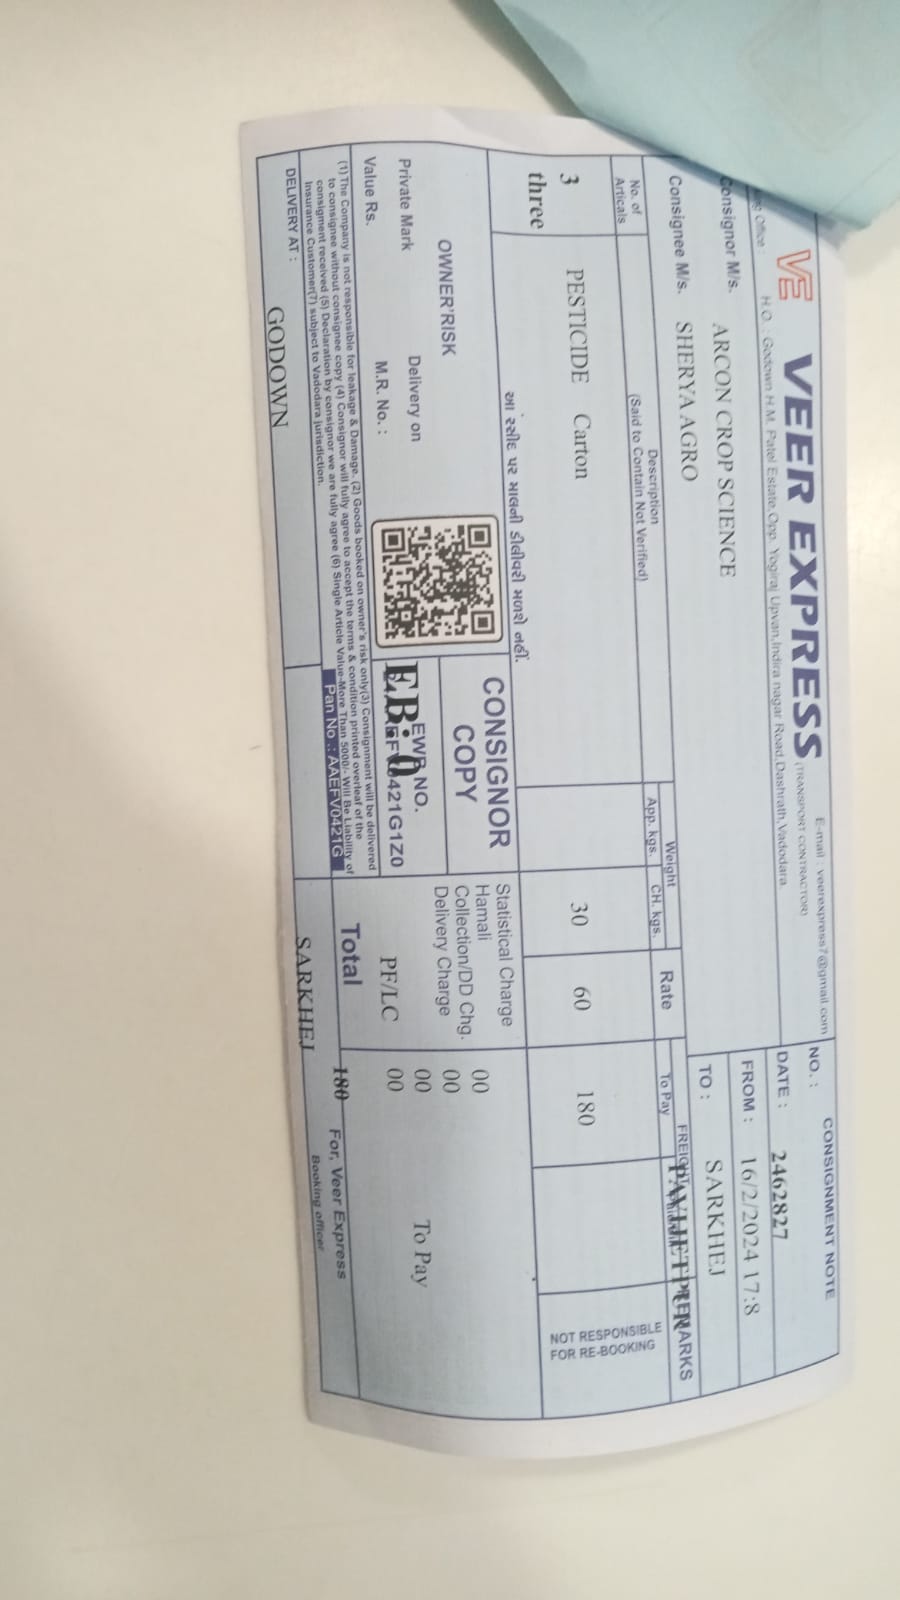 VE VEER EXPRESS
(TRANSPORT CONTRACTOR)
E-mail : veerexpress7@gmail.com
Office :
H.O. : Godown H.M. Patel Estate,Opp. Yogiraj Upvan,Indira nagar Road,Dashrath,Vadodara.
CONSIGNMENT NOTE
NO. :
DATE : 2462827
FROM : 16/2/2024 17:8
TO : SARKHEJ
Consignor M/s. ARCON CROP SCIENCE
Consignee M/s. SHERYA AGRO
FREIGHT
REMARKS
No. of Articals
Description
(Said to Contain Not Verified)
Weight
App. kgs.
CH. kgs.
Rate
To Pay
3 PESTICIDE Carton 30 60 180
three
NOT RESPONSIBLE
FOR RE-BOOKING
આ રસીદ પર માલની ડીલીવરી મળશે નહીં.
OWNER'RISK
CONSIGNOR
COPY
Statistical Charge 00
Hamali 00
Collection/DD Chg. 00
Delivery Charge 00
PF/LC
To Pay
Private Mark
Delivery on
Value Rs.
M.R. No. :
EWB NO.
EB: 0
0421G1Z0
(1)The Company is not responsible for leakage & Damage. (2) Goods booked on owner's risk only(3) Consignment will be delivered
to consignee without consignee copy (4) Consignor will fully agree to accept the terms & condition printed overleaf of the
consignment received (5) Declaration by consignor we are fully agree (6) Single Article Value-More Than 5000/- Will Be Liability of
Insurance Customer(7) subject to Vadodara jurisdiction.
Pan No .: AAEFV0421G
Total 180
For, Veer Express
Booking officer
DELIVERY AT :
GODOWN
SARKHEJ